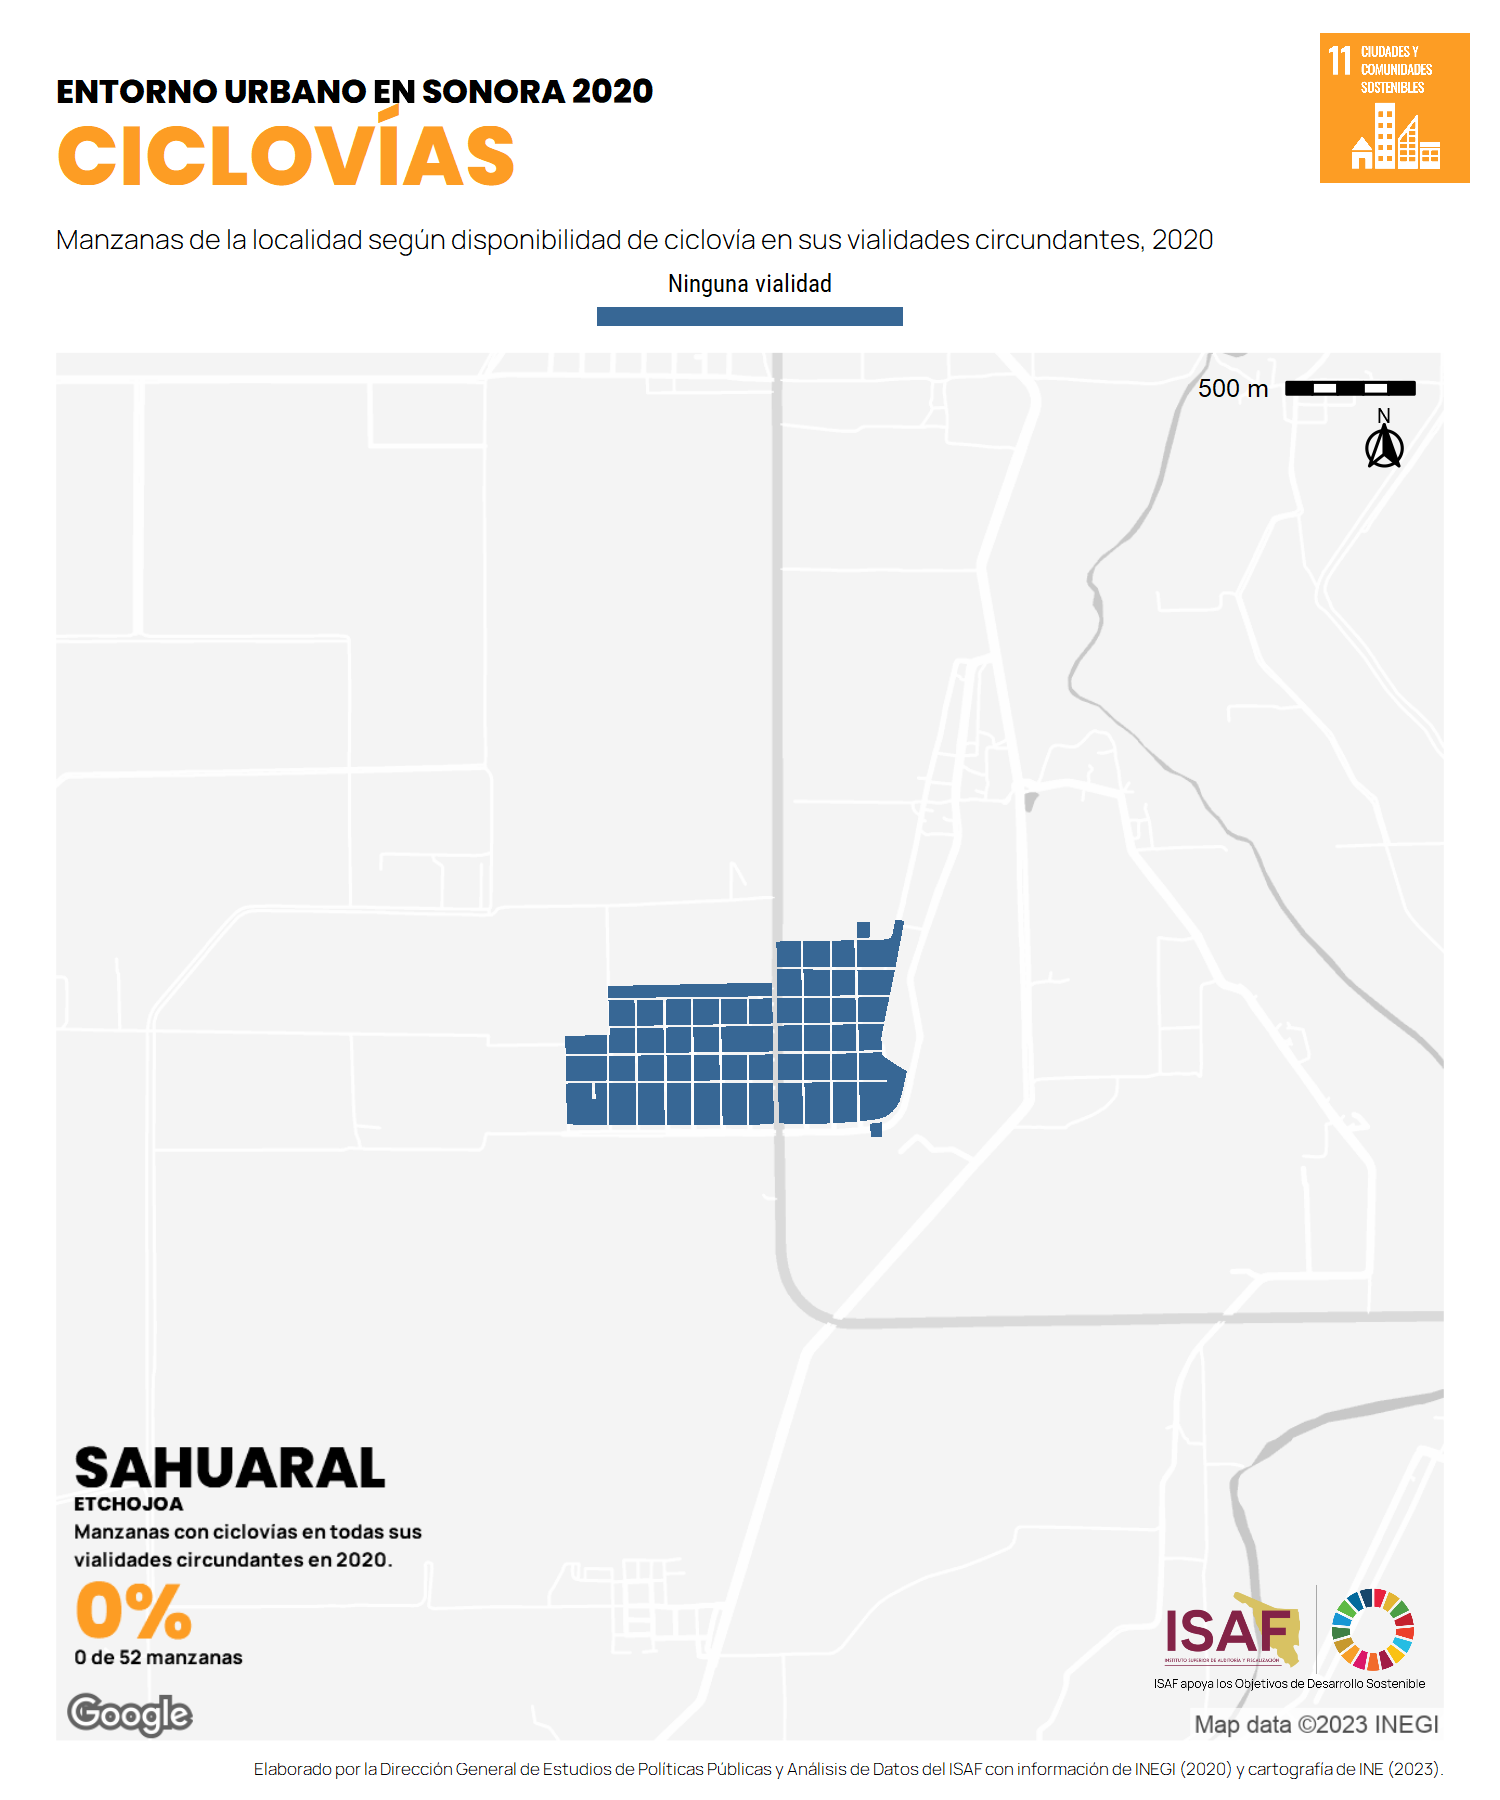 ENTORNO URBANO EN SONORA 2020
CICLOVÍAS
11 CIUDADES Y
COMUNIDADES
SOSTENIBLES
Manzanas de la localidad según disponibilidad de ciclovía en sus vialidades circundantes, 2020
Ninguna vialidad
500 m
N
SAHUARAL
ETCHOJOA
Manzanas con ciclovias en todas sus
vialidades circundantes en 2020.
0%
0 de 52 manzanas
Google
ISAF
INSTITUTO SUPERIOR DE AUDITORÍA Y FISCALIZACIÓN
ISAF apoya los Objetivos de Desarrollo Sostenible
Map data ©2023 INEGI
Elaborado por la Dirección General de Estudios de Políticas Públicas y Análisis de Datos del ISAF con información de INEGI (2020) y cartografía de INE (2023).